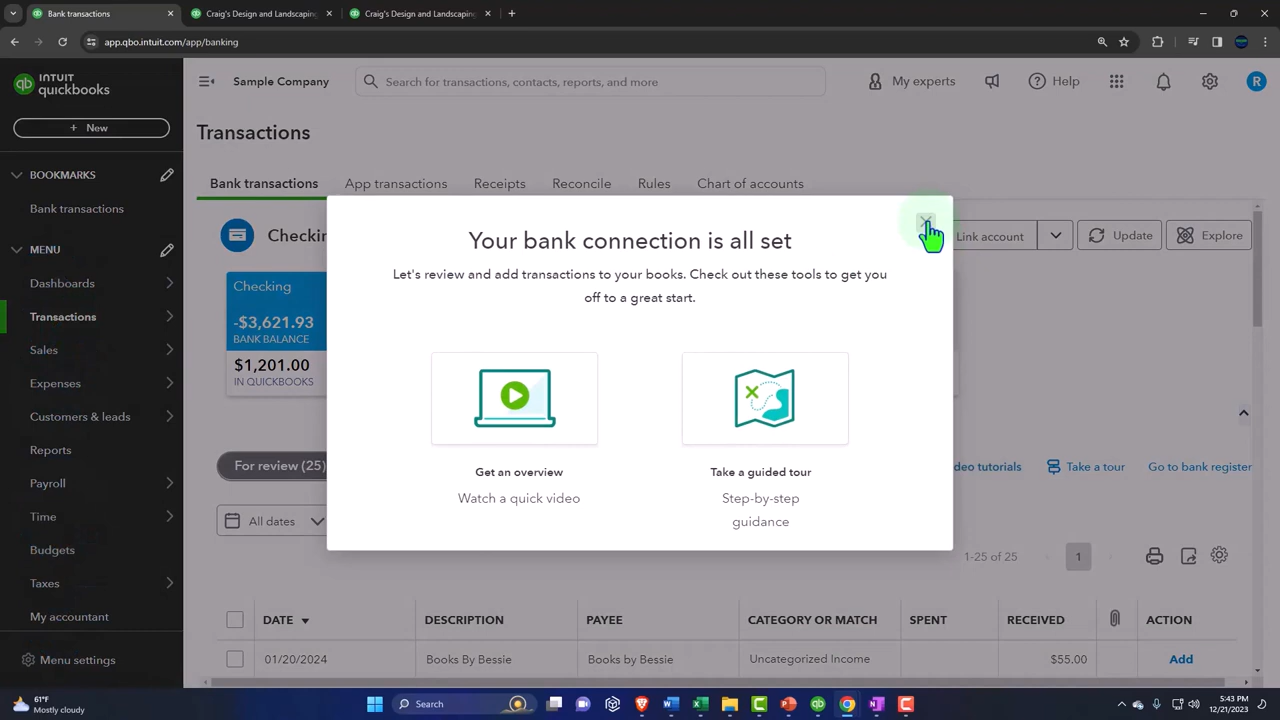 Bank transactions
Craig's Design and Landscaping
Craig's Design and Landscaping
app.qbo.intuit.com/app/banking
INTUIT
quickbooks
Sample Company
Search for transactions, contacts, reports, and more
My experts
Help
R
+ New
Transactions
BOOKMARKS
Bank transactions
Bank transactions
App transactions
Receipts
Reconcile
Rules
Chart of accounts
MENU
Dashboards
Transactions
Sales
Expenses
Customers & leads
Reports
Payroll
Time
Budgets
Taxes
My accountant
Menu settings
Link account
Update
Explore
Checking
-$3,621.93
BANK BALANCE
$1,201.00
IN QUICKBOOKS
Your bank connection is all set
Let's review and add transactions to your books. Check out these tools to get you
off to a great start.
Get an overview
Watch a quick video
Take a guided tour
Step-by-step
guidance
For review (25)
Take a tour
Go to bank register
All dates
1-25 of 25
1
DATE
DESCRIPTION
PAYEE
CATEGORY OR MATCH
SPENT
RECEIVED
ACTION
01/20/2024
Books By Bessie
Books by Bessie
Uncategorized Income
$55.00
Add
61°F
Mostly cloudy
Search
5:43 PM
12/21/2023